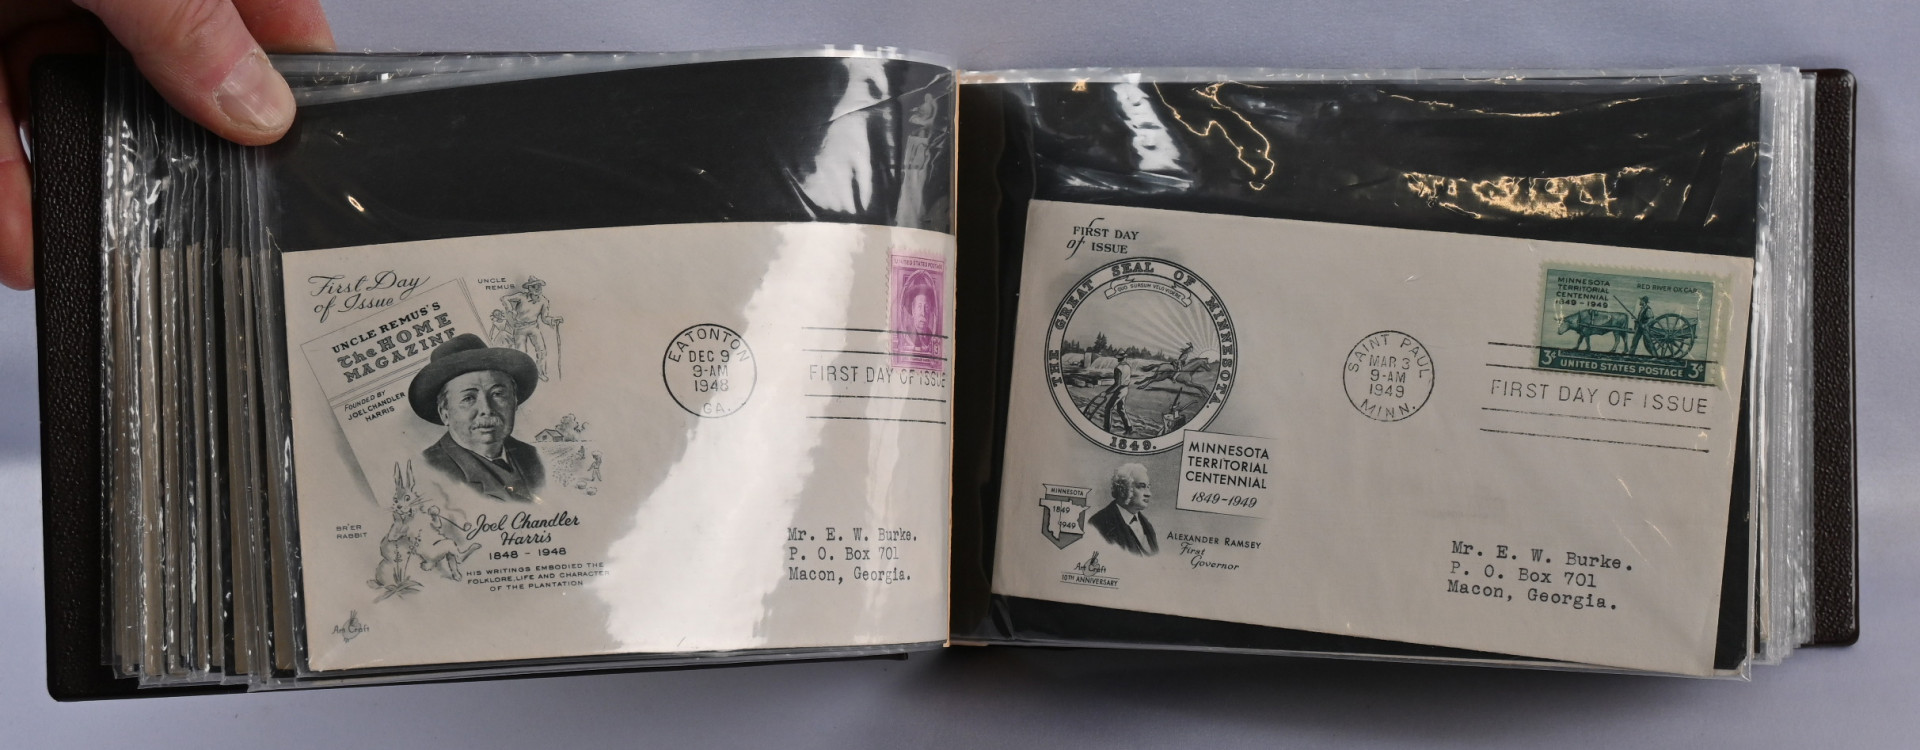 First Day
of Issue
UNCLE
REMUS
UNCLE REMUS'S
The HOME
MAGAZINE
FOUNDED BY
JOEL CHANDLER
HARRIS
BR'ER
RABBIT
Joel Chandler
Harris
1848 - 1948
HIS WRITINGS EMBODIED THE
FOLKLORE, LIFE AND CHARACTER
OF THE PLANTATION
Art Craft
EATONTON
DEC 9
9-AM
1948
GA.
UNITED STATES POSTAGE
FIRST DAY OF ISSUE
Mr. E. W. Burke.
P. O. Box 701
Macon, Georgia.
FIRST DAY
of ISSUE
THE GREAT SEAL OF MINNESOTA.
1849.
MINNESOTA
TERRITORIAL
CENTENNIAL
1849-1949
MINNESOTA
1849
1949
ALEXANDER RAMSEY
First
Governor
Art Craft
10TH ANNIVERSARY
SAINT PAUL
MAR 3
9-AM
1949
MINN.
MINNESOTA
TERRITORIAL
CENTENNIAL
1849-1949
RED RIVER OX CART
3¢ UNITED STATES POSTAGE 3¢
FIRST DAY OF ISSUE
Mr. E. W. Burke.
P. O. Box 701
Macon, Georgia.